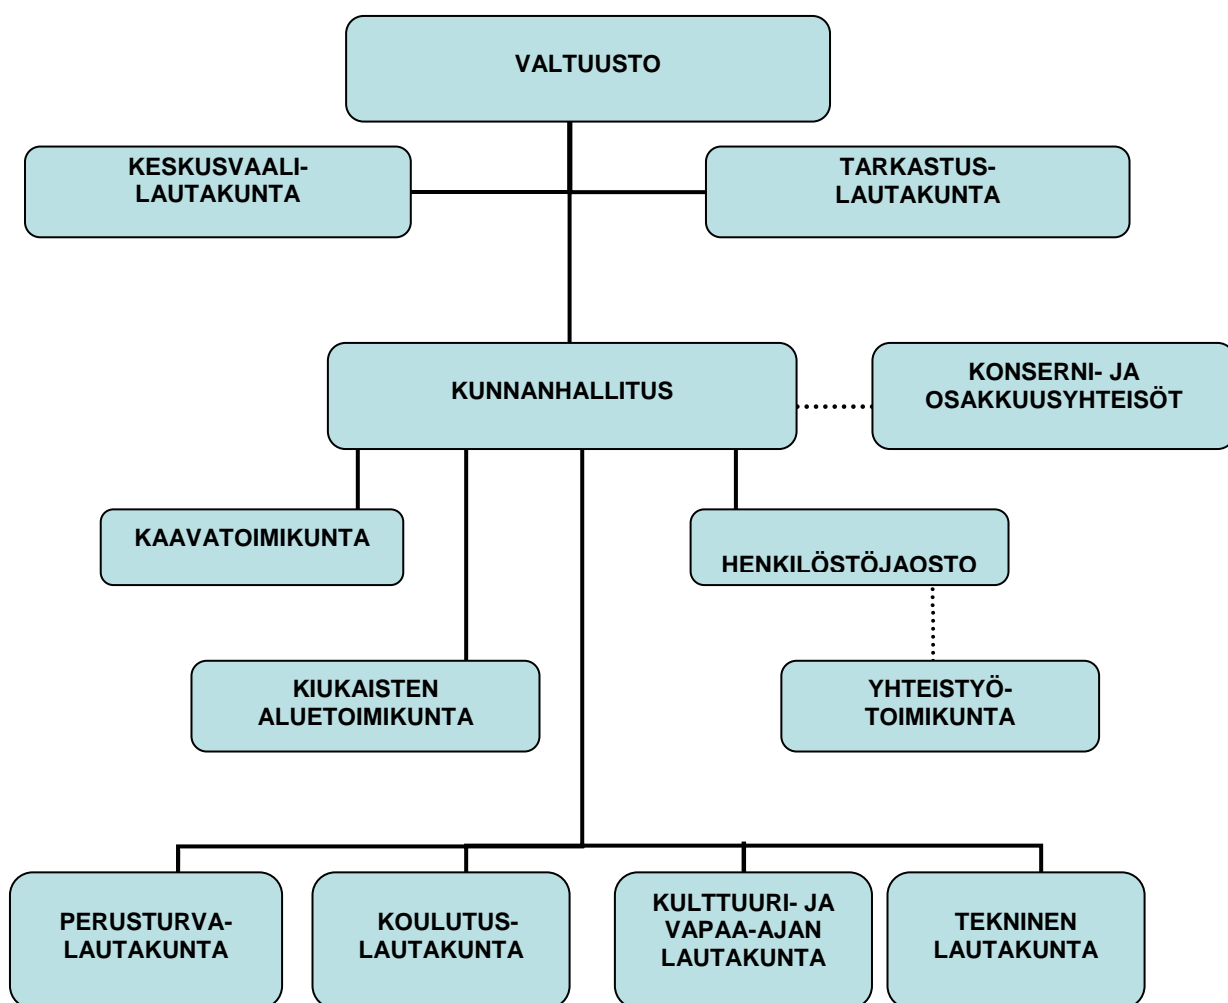 VALTUUSTO
KESKUSVAALI-
LAUTAKUNTA
TARKASTUS-
LAUTAKUNTA
KUNNANHALLITUS
KONSERNI- JA
OSAKKUUSYHTEISÖT
KAAVATOIMIKUNTA
HENKILÖSTÖJAOSTO
KIUKAISTEN
ALUETOIMIKUNTA
YHTEISTYÖ-
TOIMIKUNTA
PERUSTURVA-
LAUTAKUNTA
KOULUTUS-
LAUTAKUNTA
KULTTUURI- JA
VAPAA-AJAN
LAUTAKUNTA
TEKNINEN
LAUTAKUNTA